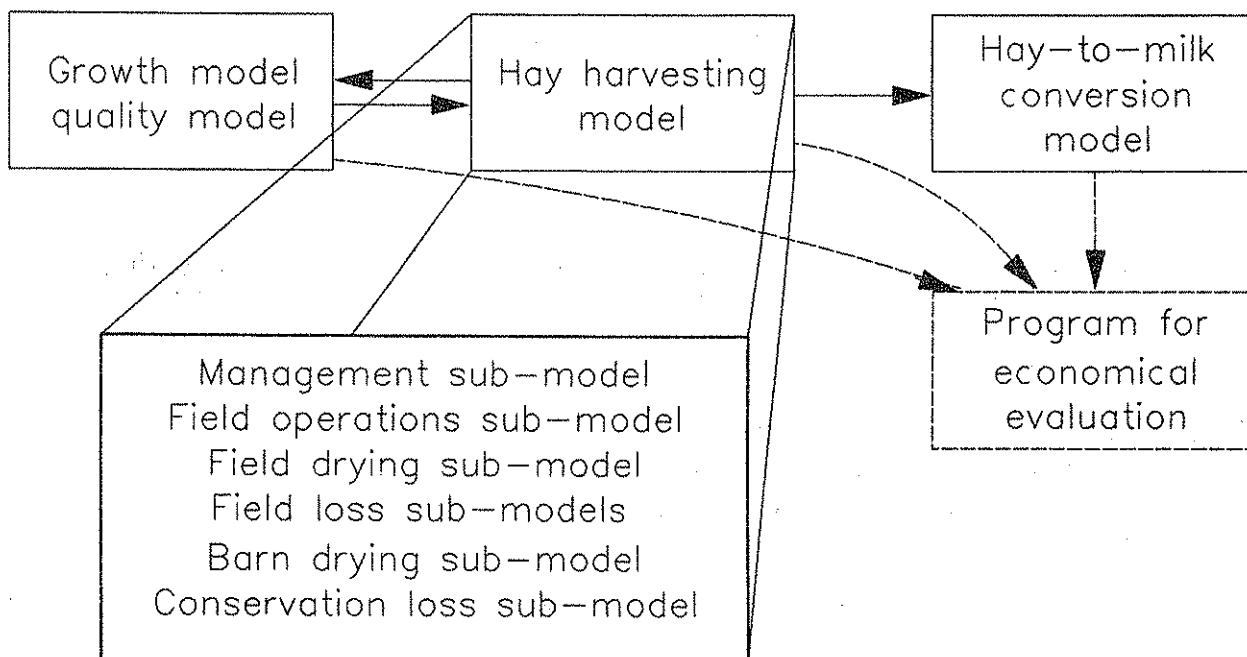 Growth model
quality model
Hay harvesting
model
Hay-to-milk
conversion
model
Program for
economical
evaluation
Management sub-model
Field operations sub-model
Field drying sub-model
Field loss sub-models
Barn drying sub-model
Conservation loss sub-model